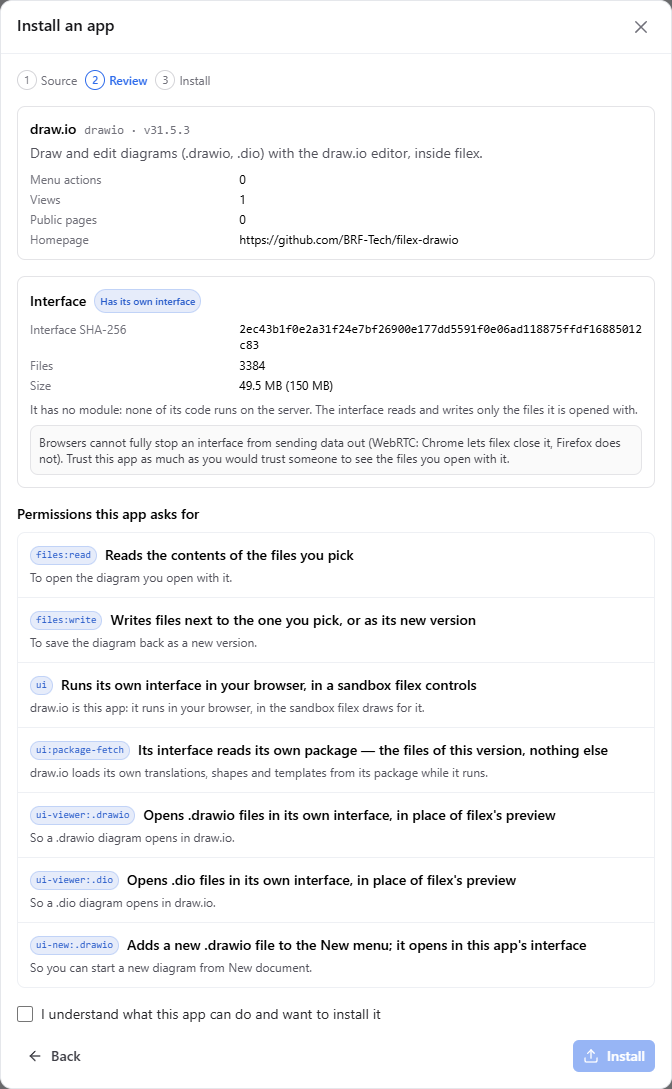 Install an app
1 Source 2 Review 3 Install
draw.io drawio · v31.5.3
Draw and edit diagrams (.drawio, .dio) with the draw.io editor, inside filex.
Menu actions 0
Views 1
Public pages 0
Homepage https://github.com/BRF-Tech/filex-drawio
Interface Has its own interface
Interface SHA-256 2ec43b1f0e2a31f24e7bf26900e177dd5591f0e06ad118875ffdf16885012
c83
Files 3384
Size 49.5 MB (150 MB)
It has no module: none of its code runs on the server. The interface reads and writes only the files it is opened with.
Browsers cannot fully stop an interface from sending data out (WebRTC: Chrome lets filex close it, Firefox does
not). Trust this app as much as you would trust someone to see the files you open with it.
Permissions this app asks for
files:read Reads the contents of the files you pick
To open the diagram you open with it.
files:write Writes files next to the one you pick, or as its new version
To save the diagram back as a new version.
ui Runs its own interface in your browser, in a sandbox filex controls
draw.io is this app: it runs in your browser, in the sandbox filex draws for it.
ui:package-fetch Its interface reads its own package — the files of this version, nothing else
draw.io loads its own translations, shapes and templates from its package while it runs.
ui-viewer:.drawio Opens .drawio files in its own interface, in place of filex's preview
So a .drawio diagram opens in draw.io.
ui-viewer:.dio Opens .dio files in its own interface, in place of filex's preview
So a .dio diagram opens in draw.io.
ui-new:.drawio Adds a new .drawio file to the New menu; it opens in this app's interface
So you can start a new diagram from New document.
I understand what this app can do and want to install it
Back Install